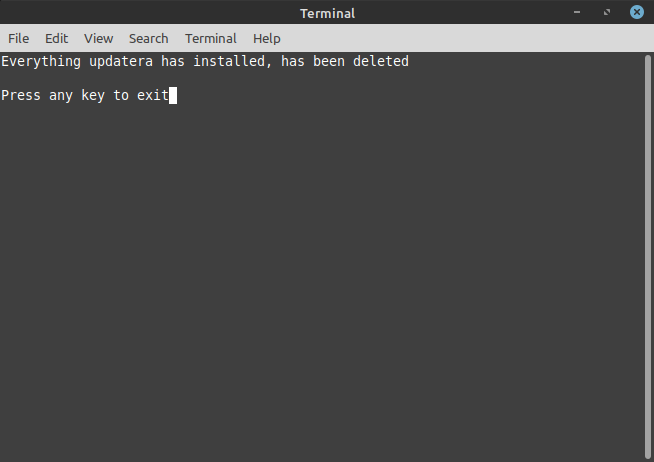 Terminal
File Edit View Search Terminal Help
Everything updatera has installed, has been deleted
Press any key to exit